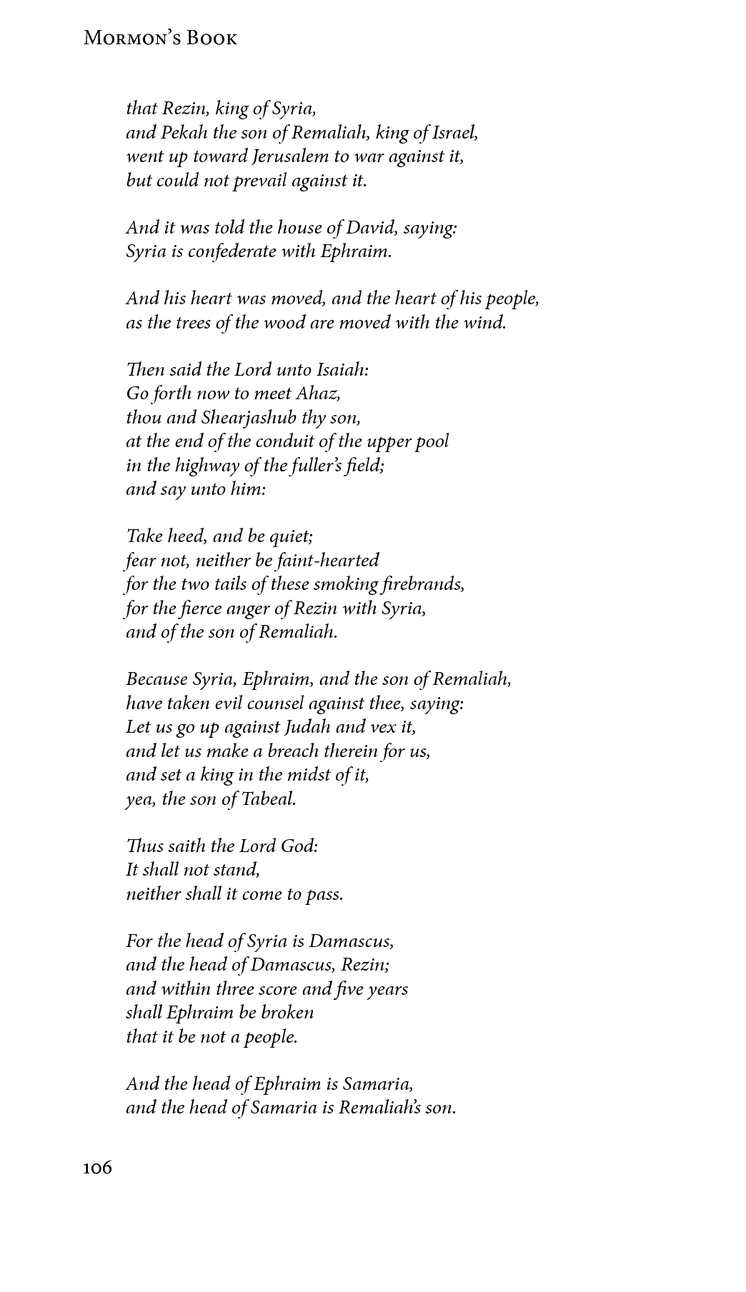 Mormon’s Book
that Rezin, king of Syria,
and Pekah the son of Remaliah, king of Israel,
went up toward Jerusalem to war against it,
but could not prevail against it.
And it was told the house of David, saying:
Syria is confederate with Ephraim.
And his heart was moved, and the heart of his people,
as the trees of the wood are moved with the wind.
Then said the Lord unto Isaiah:
Go forth now to meet Ahaz,
thou and Shearjashub thy son,
at the end of the conduit of the upper pool
in the highway of the fuller’s field;
and say unto him:
Take heed, and be quiet;
fear not, neither be faint-hearted
for the two tails of these smoking firebrands,
for the fierce anger of Rezin with Syria,
and of the son of Remaliah.
Because Syria, Ephraim, and the son of Remaliah,
have taken evil counsel against thee, saying:
Let us go up against Judah and vex it,
and let us make a breach therein for us,
and set a king in the midst of it,
yea, the son of Tabeal.
Thus saith the Lord God:
It shall not stand,
neither shall it come to pass.
For the head of Syria is Damascus,
and the head of Damascus, Rezin;
and within three score and five years
shall Ephraim be broken
that it be not a people.
And the head of Ephraim is Samaria,
and the head of Samaria is Remaliah’s son.
106